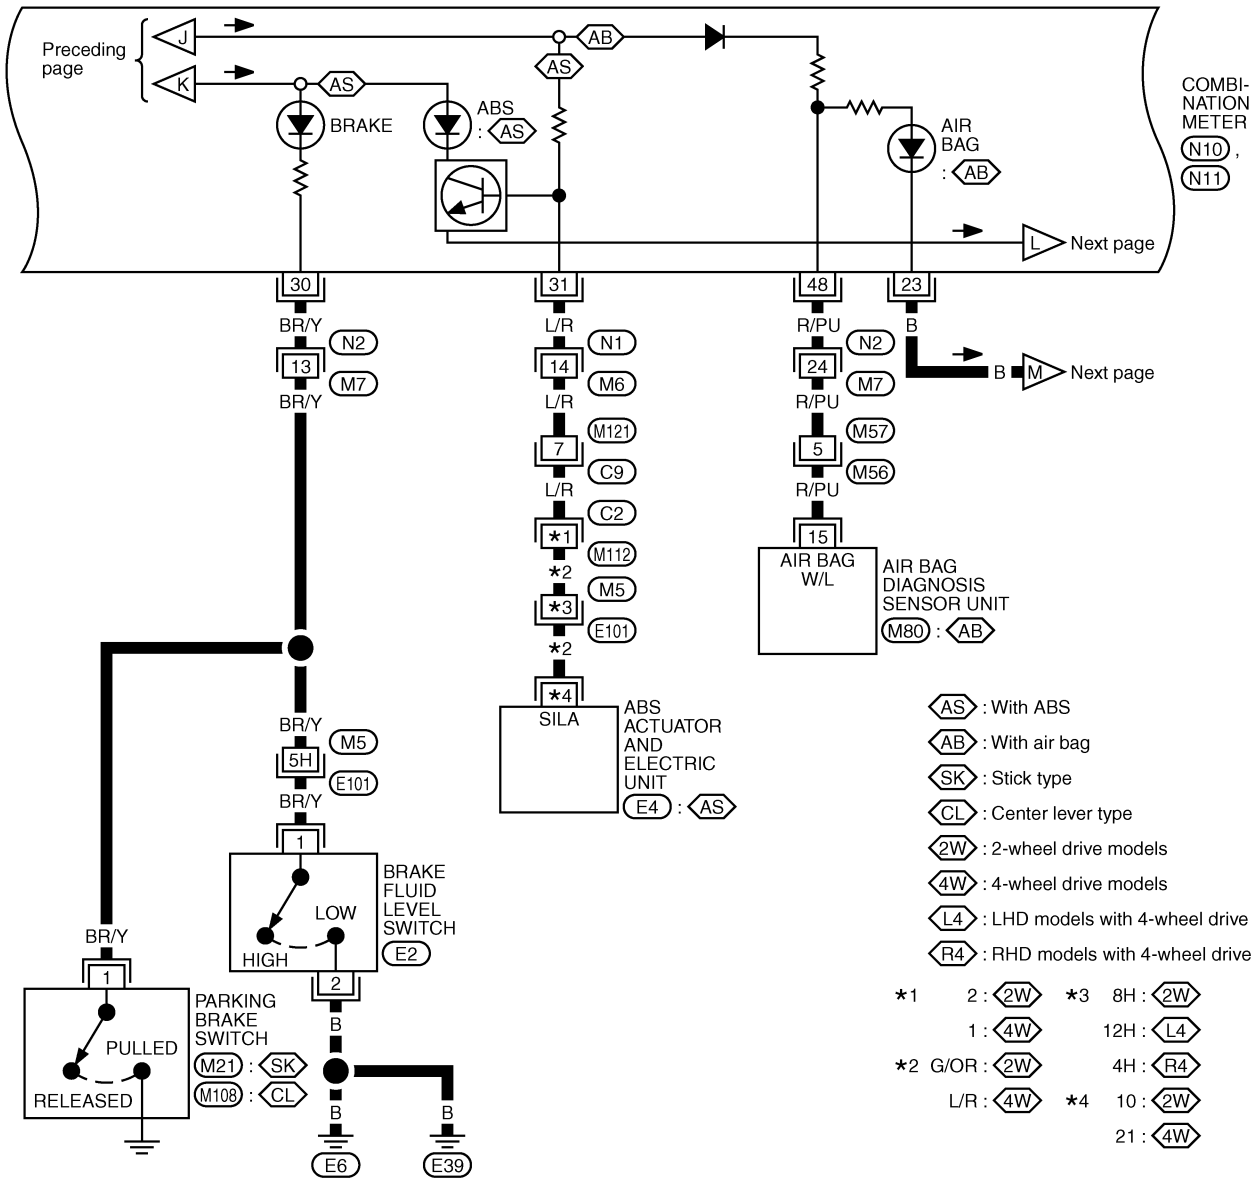 Preceding
page
J
K
AB
AS
AS
BRAKE
ABS
: AS
AIR
BAG
: AB
COMBI-
NATION
METER
N10 ,
N11
L
Next page
30
31
48
23
BR/Y
L/R
R/PU
B
N2
N1
N2
13
14
24
B
M
Next page
M7
M6
M7
BR/Y
L/R
R/PU
M121
M57
7
5
C9
M56
L/R
R/PU
C2
*1
15
M112
*2
AIR BAG
W/L
AIR BAG
DIAGNOSIS
SENSOR UNIT
M80 : AB
M5
*3
E101
*2
*4
SILA
ABS
ACTUATOR
AND
ELECTRIC
UNIT
E4 : AS
BR/Y
M5
5H
E101
BR/Y
1
BRAKE
FLUID
LEVEL
SWITCH
E2
LOW
HIGH
2
B
BR/Y
1
PARKING
BRAKE
SWITCH
M21 : SK
M108 : CL
PULLED
RELEASED
B
B
E6
E39
AS : With ABS
AB : With air bag
SK : Stick type
CL : Center lever type
2W : 2-wheel drive models
4W : 4-wheel drive models
L4 : LHD models with 4-wheel drive
R4 : RHD models with 4-wheel drive
*1 2 : 2W *3 8H : 2W
1 : 4W 12H : L4
*2 G/OR : 2W 4H : R4
L/R : 4W *4 10 : 2W
21 : 4W